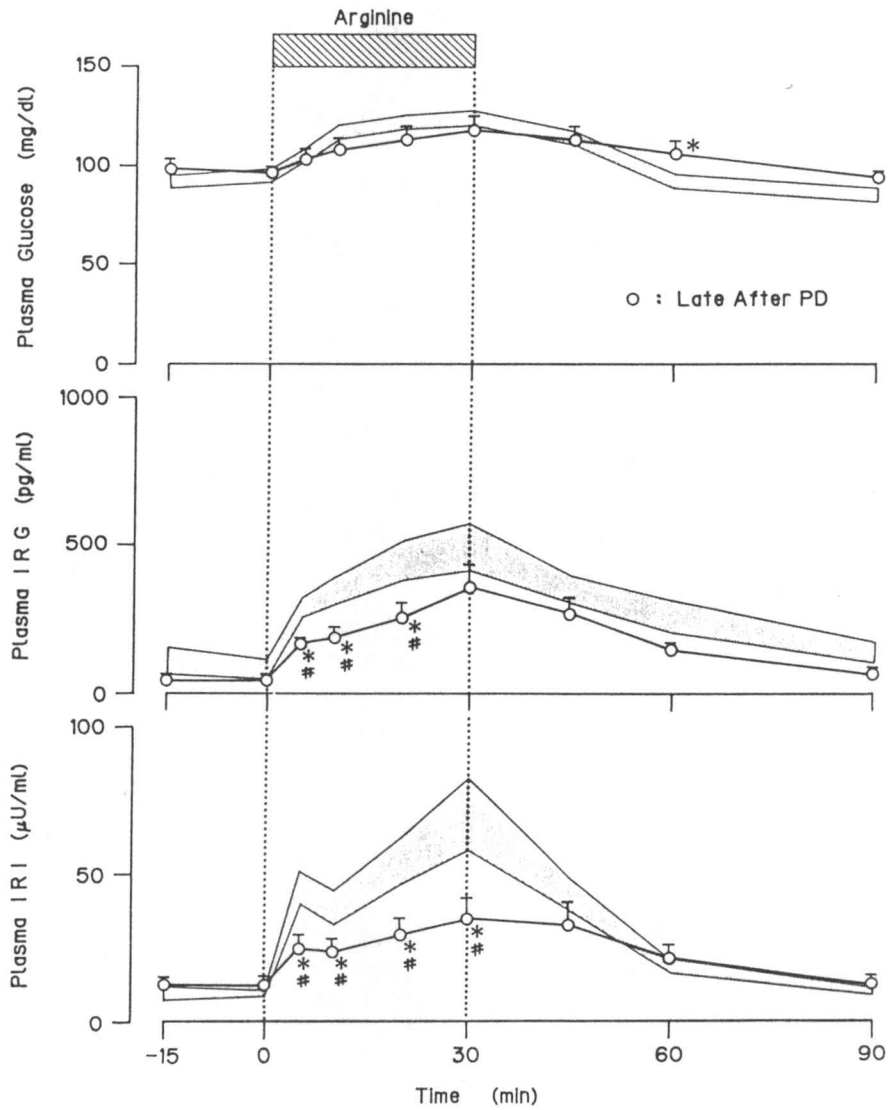 Arginine
Plasma Glucose (mg/dl)
150
100
50
0
*
O : Late After PD
Plasma IRG (pg/ml)
1000
500
0
* * *
# # #
Plasma IRI (μU/ml)
100
50
0
* * * *
# # # #
-15 0 30 60 90
Time (min)